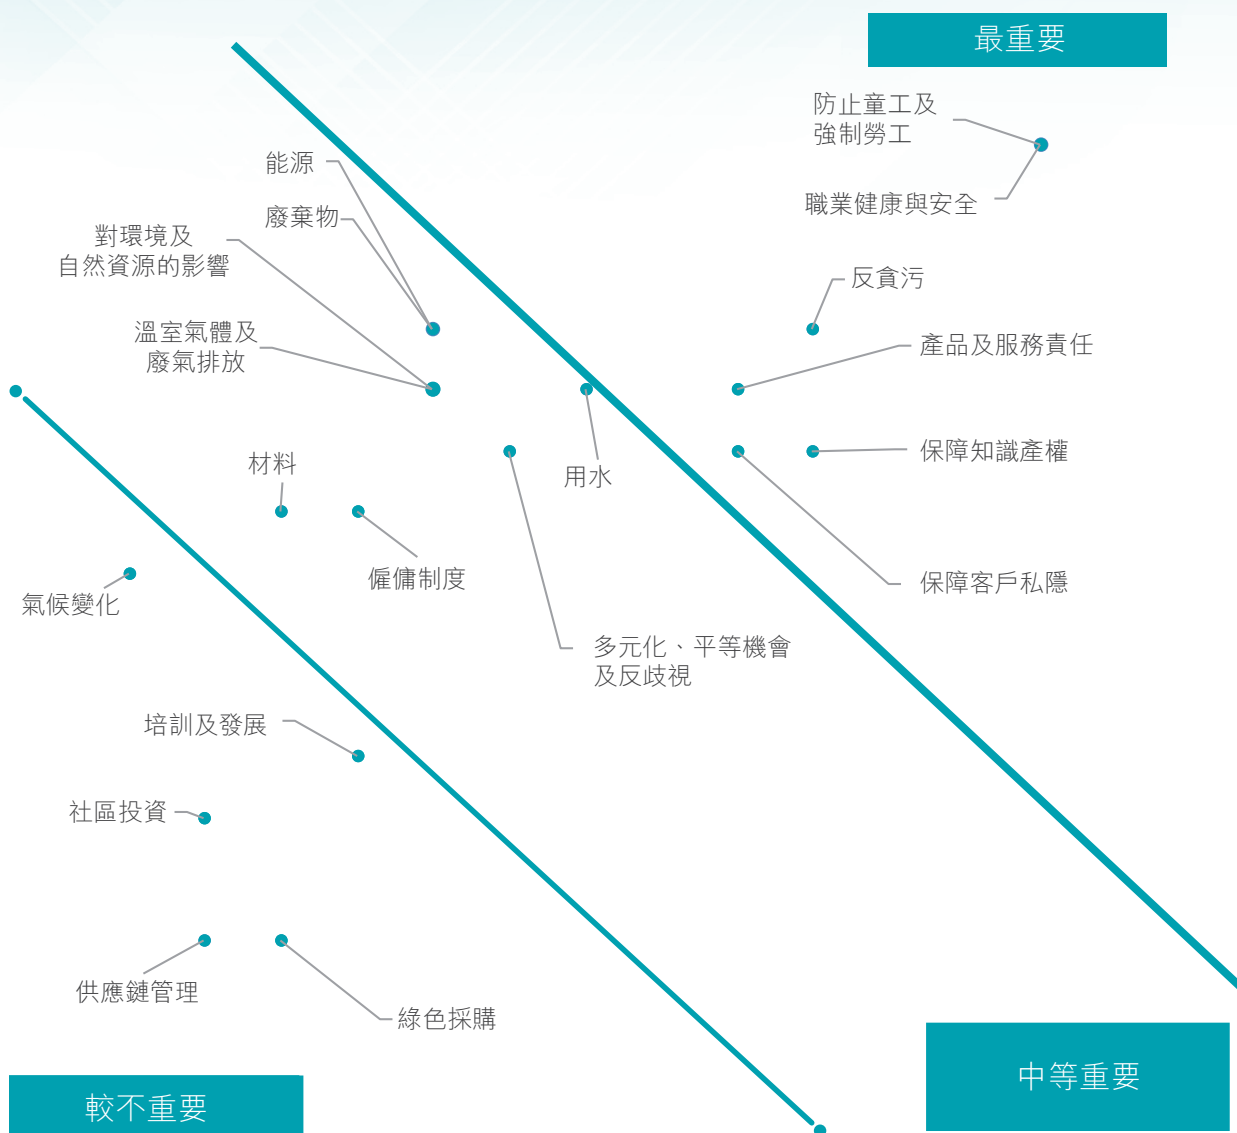 最重要
防止童工及
強制勞工
能源
職業健康與安全
廢棄物
對環境及
自然資源的影響
反貪污
溫室氣體及
廢氣排放
產品及服務責任
材料
用水
保障知識產權
僱傭制度
保障客戶私隱
氣候變化
多元化、平等機會
及反歧視
培訓及發展
社區投資
供應鏈管理
綠色採購
中等重要
較不重要